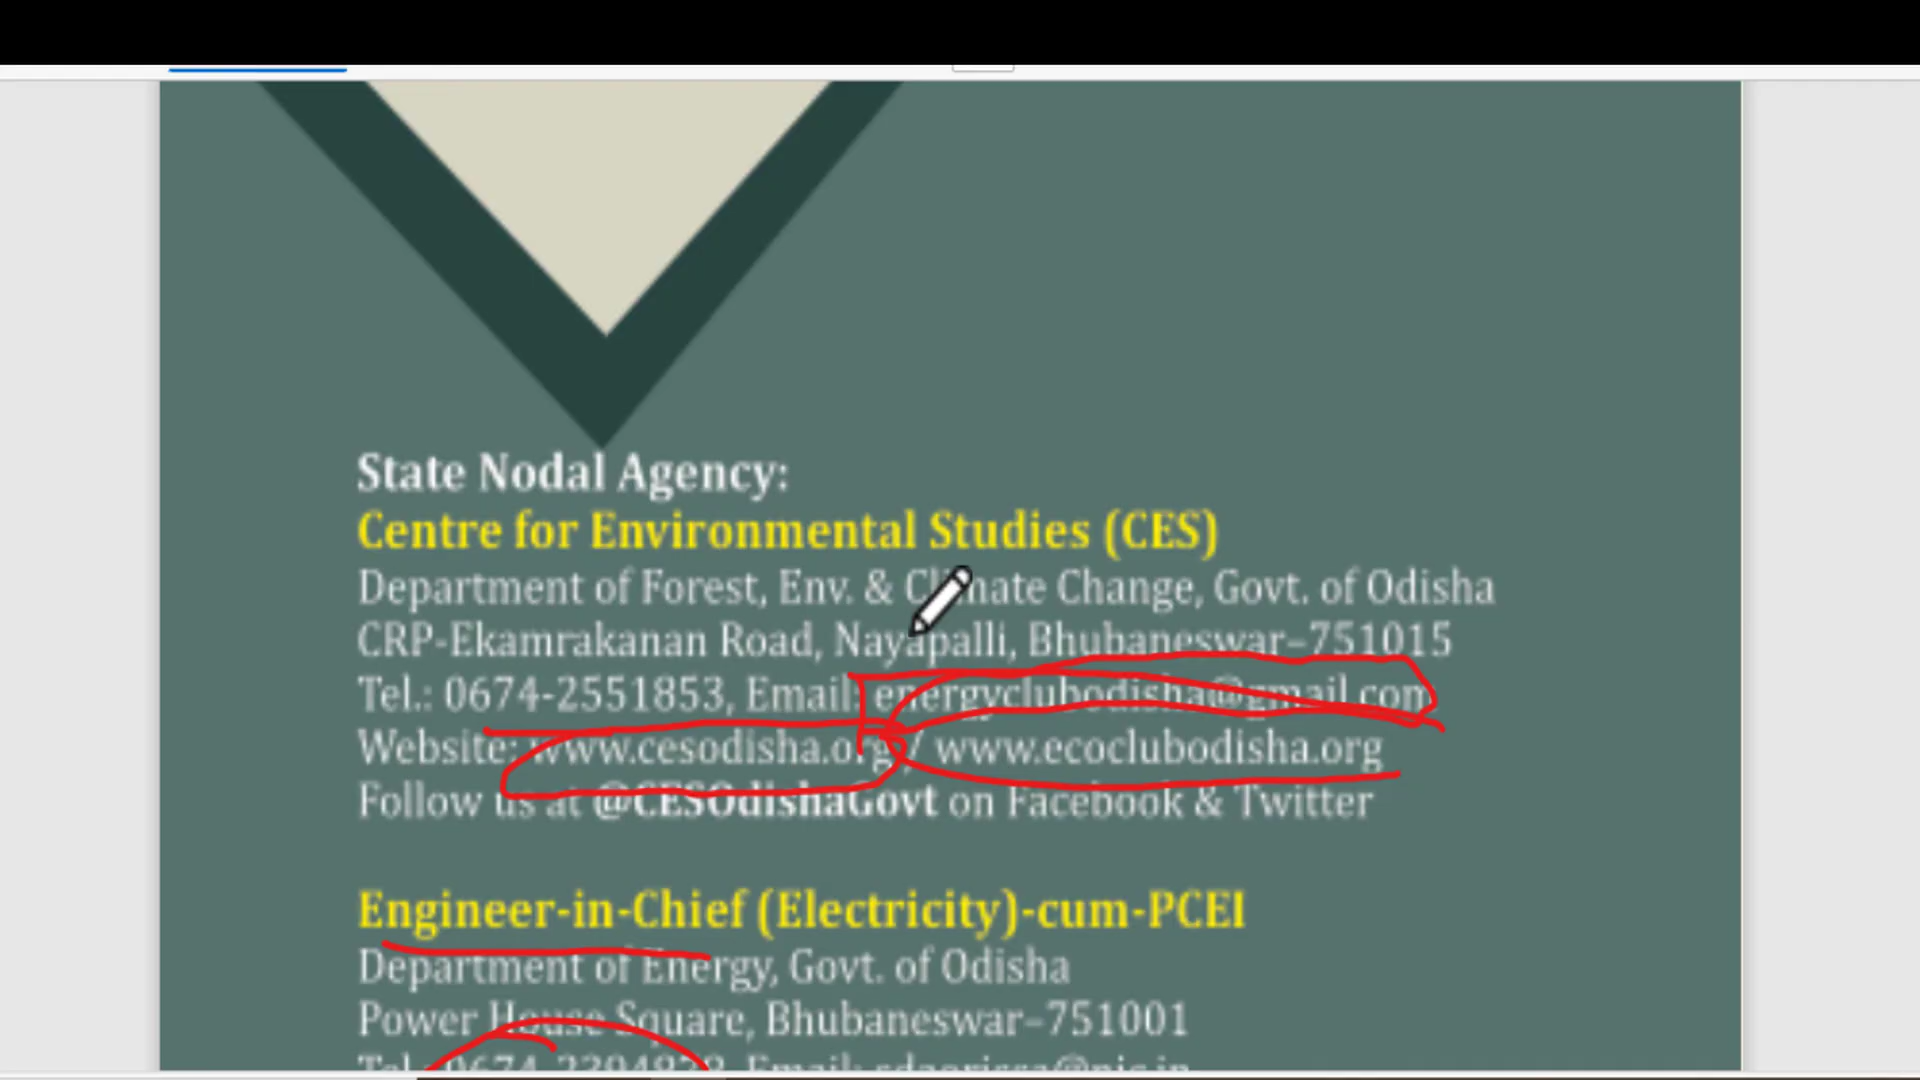 State Nodal Agency:
Centre for Environmental Studies (CES)
Department of Forest, Env. & Climate Change, Govt. of Odisha
CRP-Ekamrakanan Road, Nayapalli, Bhubaneswar–751015
Tel.: 0674-2551853, Email: energyclubodisha@gmail.com
Website: www.cesodisha.org / www.ecoclubodisha.org
Follow us at @CESOdishaGovt on Facebook & Twitter
Engineer-in-Chief (Electricity)-cum-PCEI
Department of Energy, Govt. of Odisha
Power House Square, Bhubaneswar–751001
Tel.: Email: